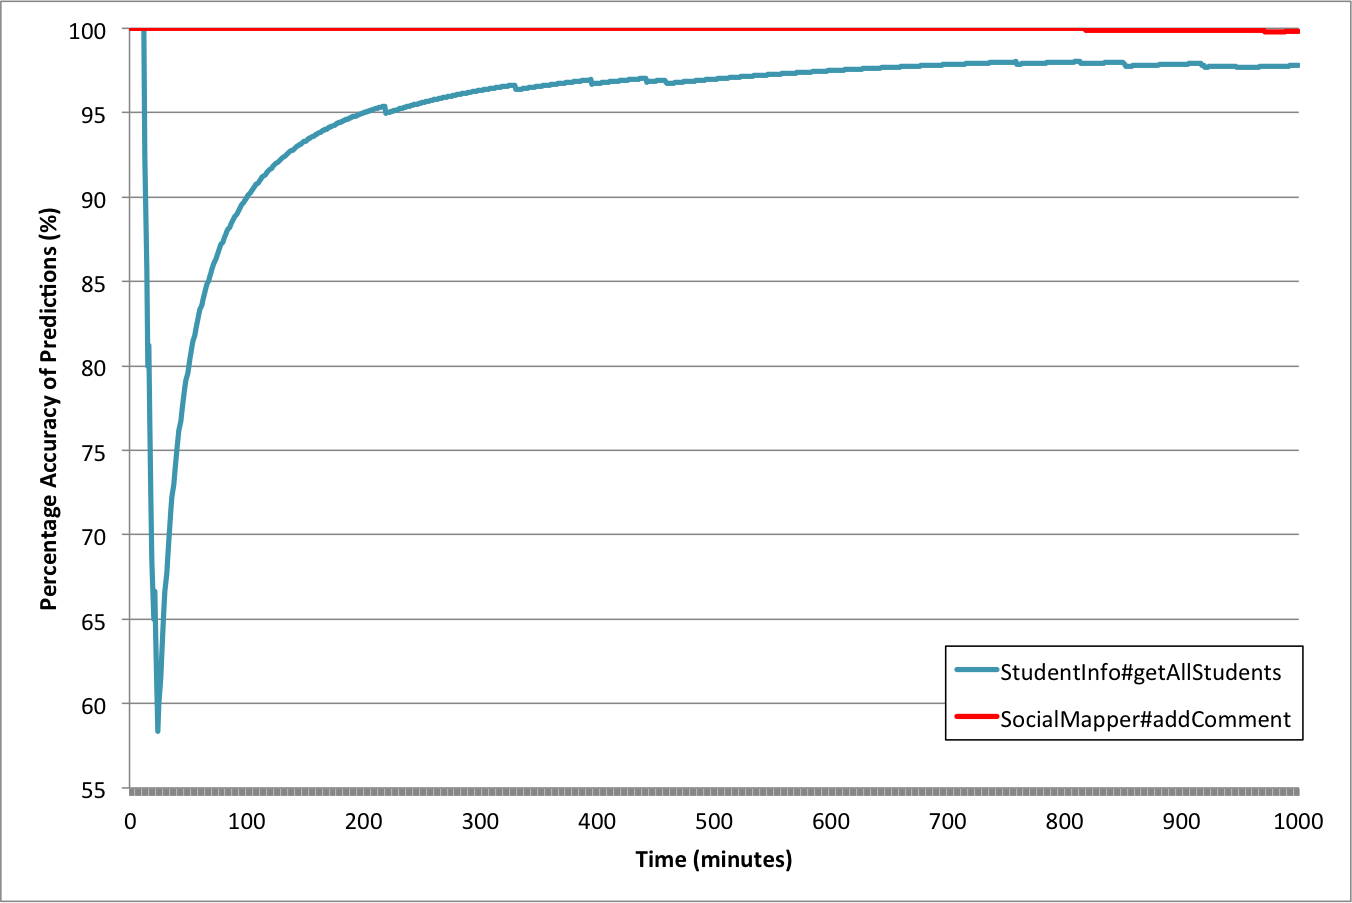 Percentage Accuracy of Predictions (%)
100
95
90
85
80
75
70
65
60
55
StudentInfo#getAllStudents
SocialMapper#addComment
0 100 200 300 400 500 600 700 800 900 1000
Time (minutes)